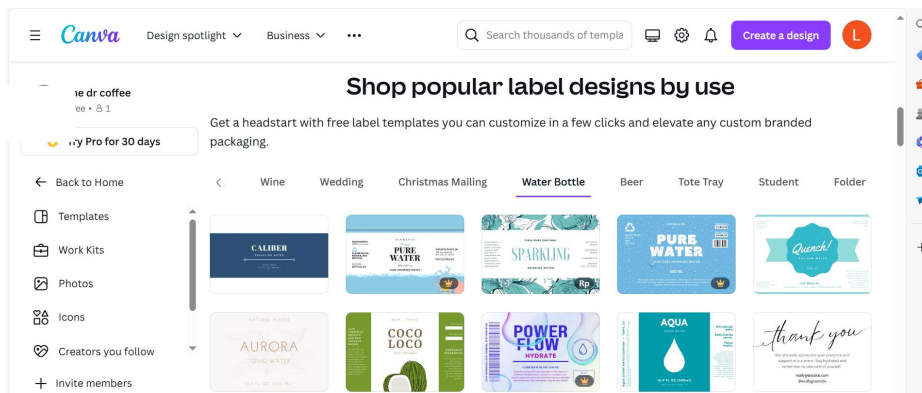 Canva
Design spotlight
Business
Search thousands of templa
Create a design
L
ne dr coffee
ee • 1
ry Pro for 30 days
Back to Home
Templates
Work Kits
Photos
Icons
Creators you follow
Invite members
Shop popular label designs by use
Get a headstart with free label templates you can customize in a few clicks and elevate any custom branded
packaging.
Wine Wedding Christmas Mailing Water Bottle Beer Tote Tray Student Folder
CALIBER
PURE
WATER
SPARKLING
Rp
PURE
WATER
Quench!
AURORA
TONIC WATER
COCO
LOCO
POWER
FLOW
HYDRATE
AQUA
thank you